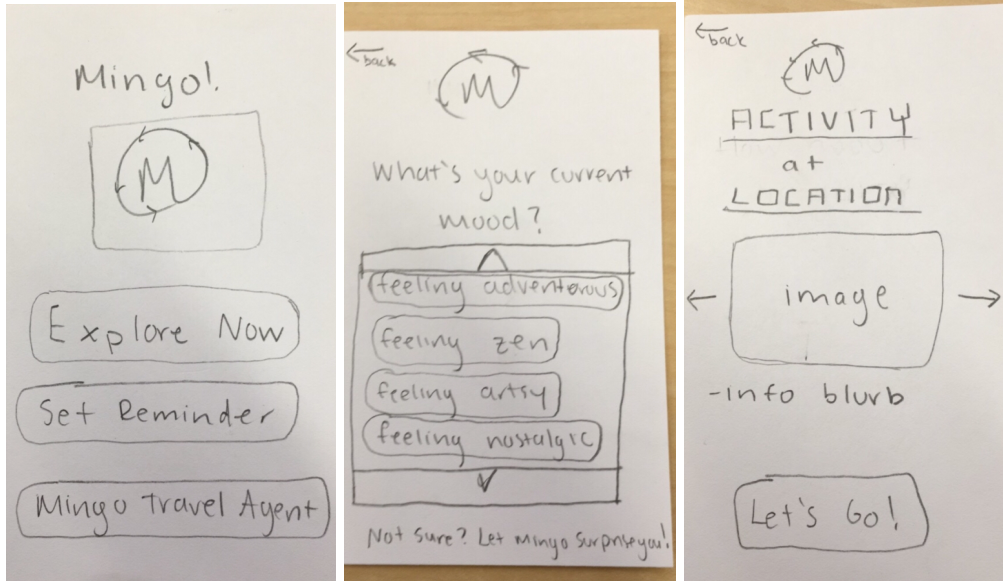 Mingo!
M
Explore Now
Set Reminder
Mingo Travel Agent
back
M
What's your current
mood?
feeling adventorous
feeling zen
feeling artsy
feeling nostalgic
Not sure? Let Mingo surprise you!
back
M
ACTIVITY
at
LOCATION
image
-info blurb
Let's Go!